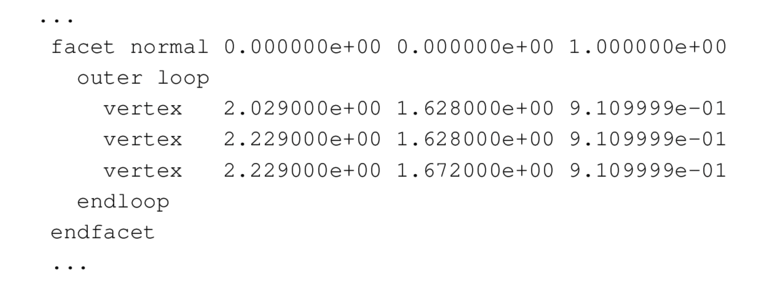 ...
facet normal 0.000000e+00 0.000000e+00 1.000000e+00
outer loop
vertex 2.029000e+00 1.628000e+00 9.109999e-01
vertex 2.229000e+00 1.628000e+00 9.109999e-01
vertex 2.229000e+00 1.672000e+00 9.109999e-01
endloop
endfacet
...